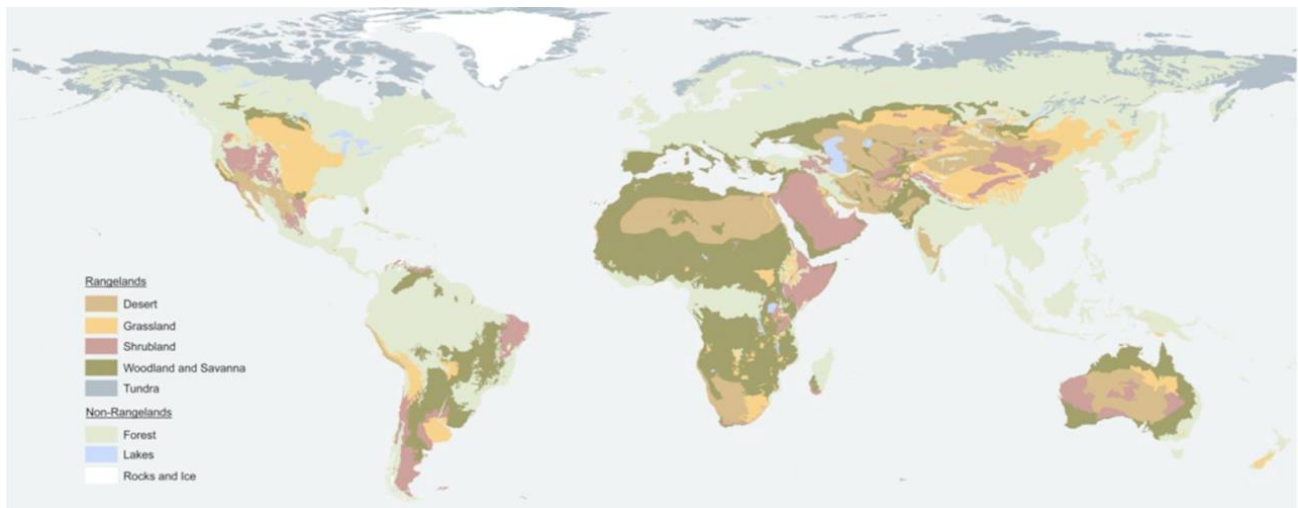 Rangelands
Desert
Grassland
Shrubland
Woodland and Savanna
Tundra
Non-Rangelands
Forest
Lakes
Rocks and Ice